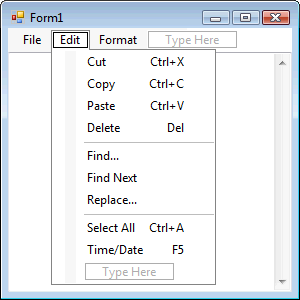 Form1
File Edit Format Type Here
Cut Ctrl+X
Copy Ctrl+C
Paste Ctrl+V
Delete Del
Find...
Find Next
Replace...
Select All Ctrl+A
Time/Date F5
Type Here